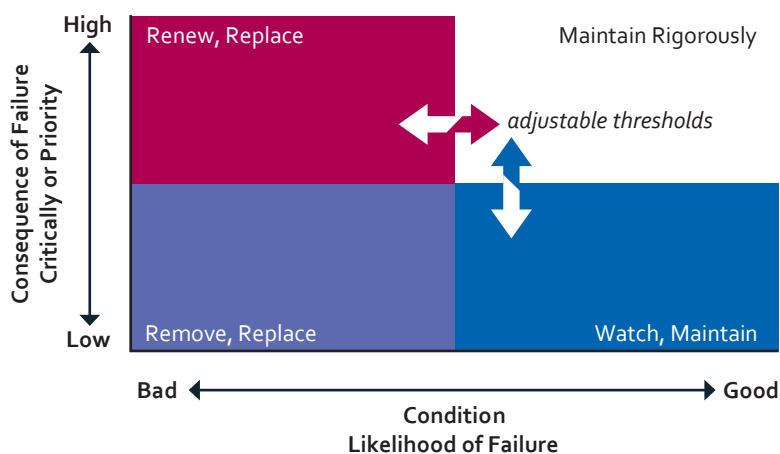 High
Renew, Replace
Maintain Rigorously
Consequence of Failure
Critically or Priority
adjustable thresholds
Low
Remove, Replace
Watch, Maintain
Bad
Good
Condition
Likelihood of Failure